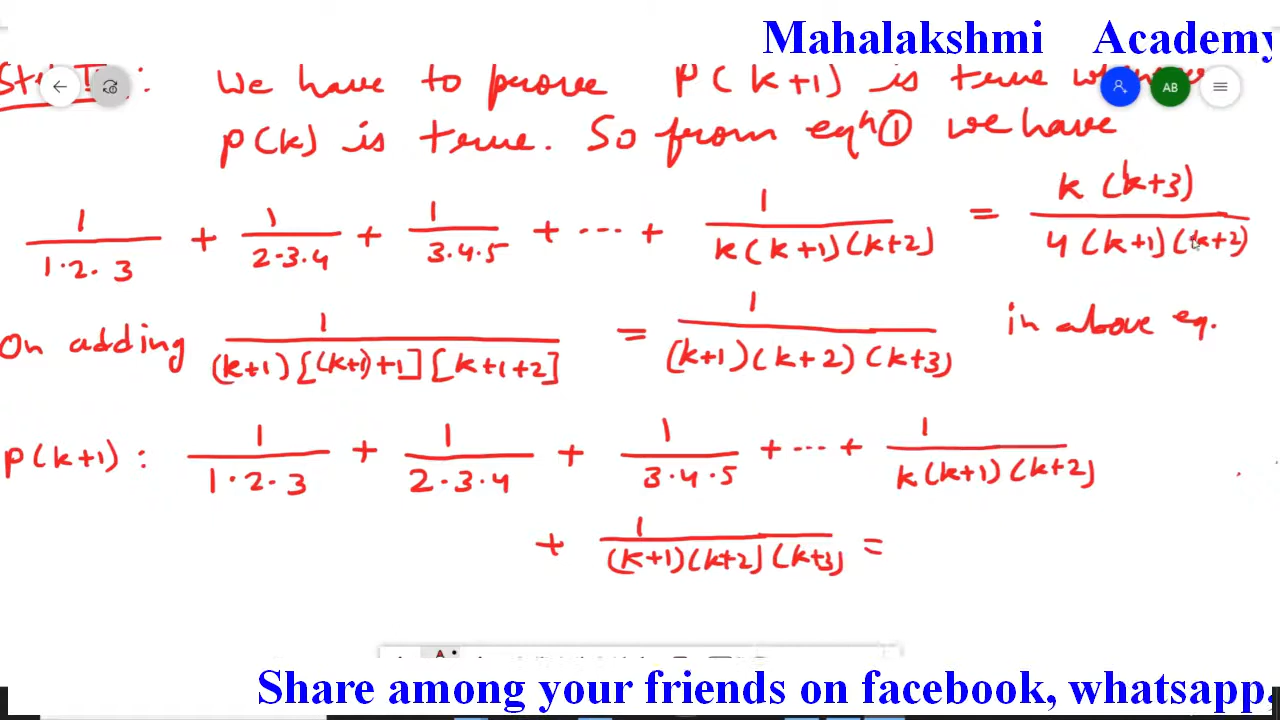 Mahalakshmi Academy
: We have to prove P(k+1) is true
P(k) is true. So from eqⁿ ① we have
1/(1·2·3) + 1/(2·3·4) + 1/(3·4·5) + ... + 1/(k(k+1)(k+2)) = k(k+3)/(4(k+1)(k+2))
On adding 1/((k+1)[(k+1)+1][k+1+2]) = 1/((k+1)(k+2)(k+3)) in above eq.
P(k+1): 1/(1·2·3) + 1/(2·3·4) + 1/(3·4·5) + ... + 1/(k(k+1)(k+2))
+ 1/((k+1)(k+2)(k+3)) =
AB
Share among your friends on facebook, whatsapp,